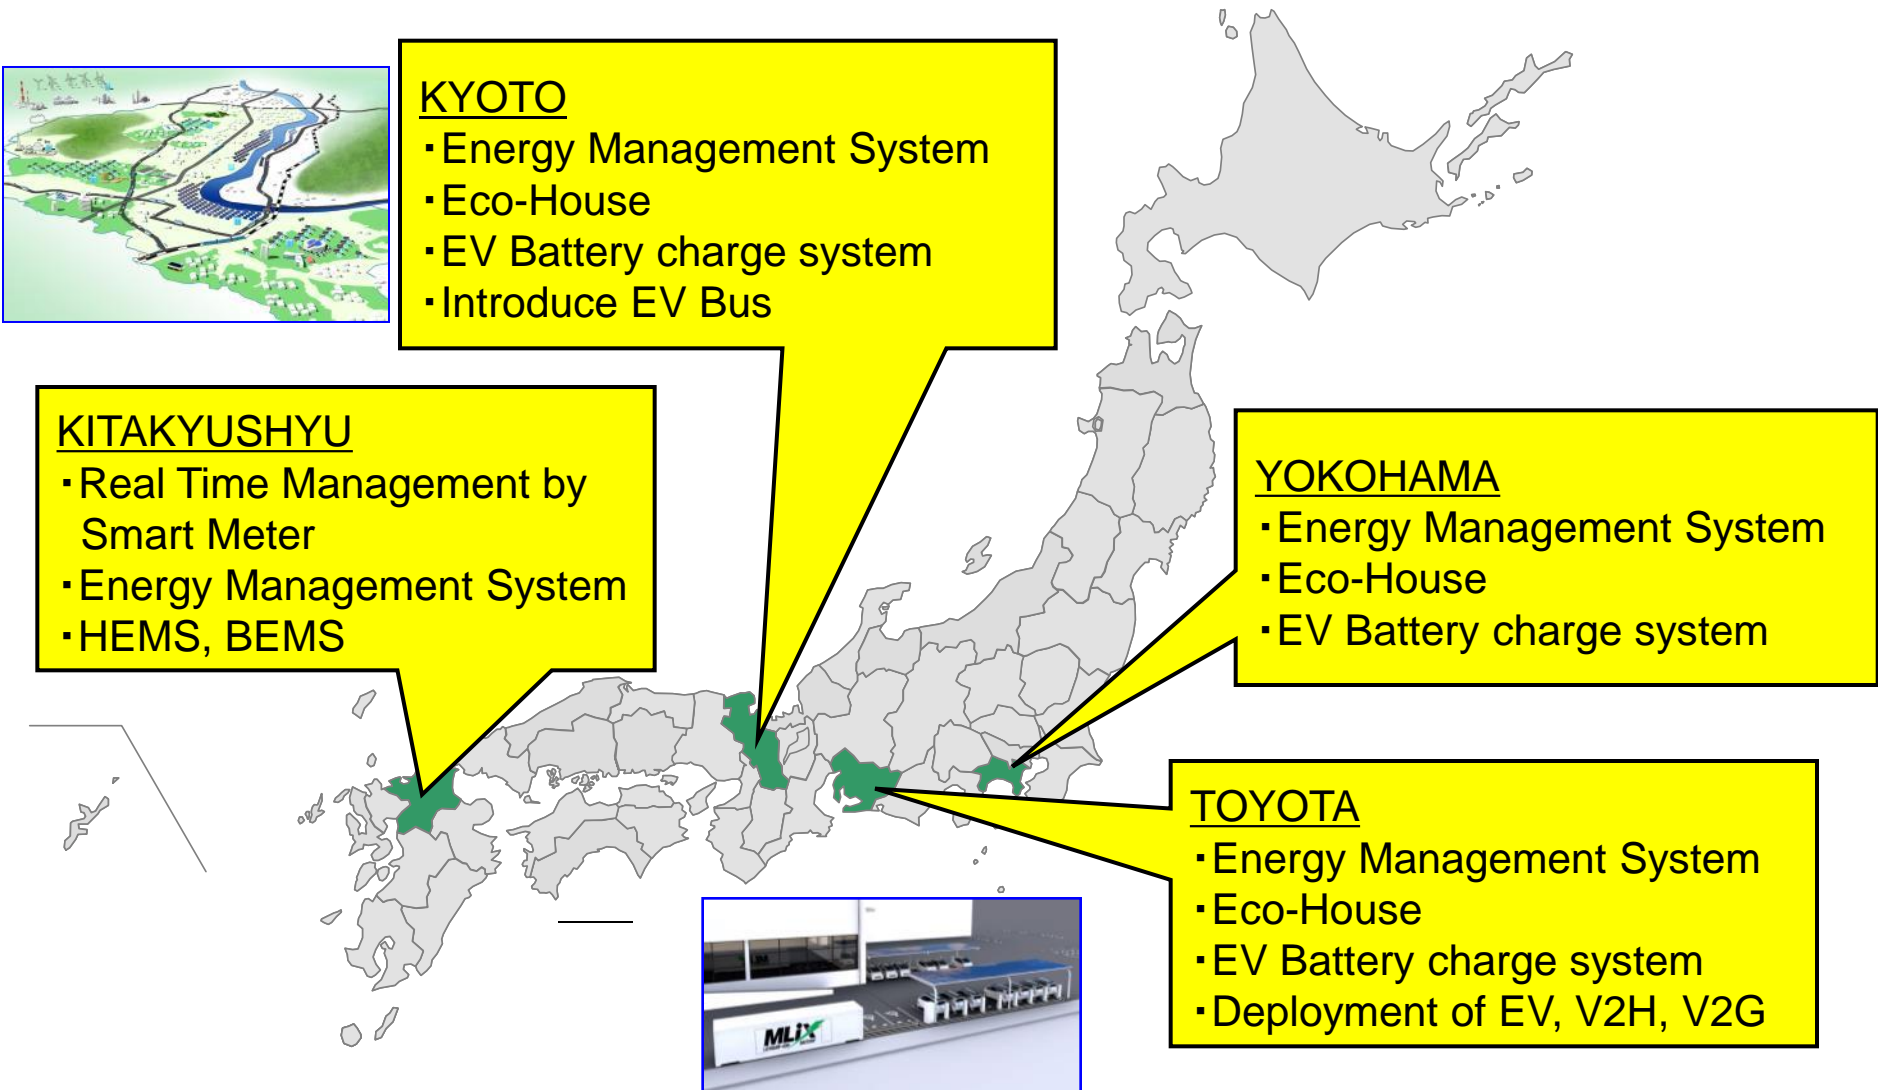 KYOTO
・Energy Management System
・Eco-House
・EV Battery charge system
・Introduce EV Bus
KITAKYUSHYU
・Real Time Management by
Smart Meter
・Energy Management System
・HEMS, BEMS
YOKOHAMA
・Energy Management System
・Eco-House
・EV Battery charge system
TOYOTA
・Energy Management System
・Eco-House
・EV Battery charge system
・Deployment of EV, V2H, V2G
MLiX